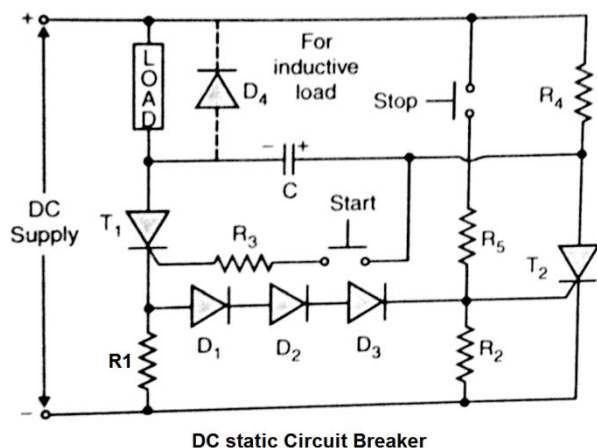 +
For
inductive
load
LOAD
D4
Stop
R4
− +
C
DC
Supply
T1
Start
R3
R5
T2
D1
D2
D3
R1
R2
−
DC static Circuit Breaker